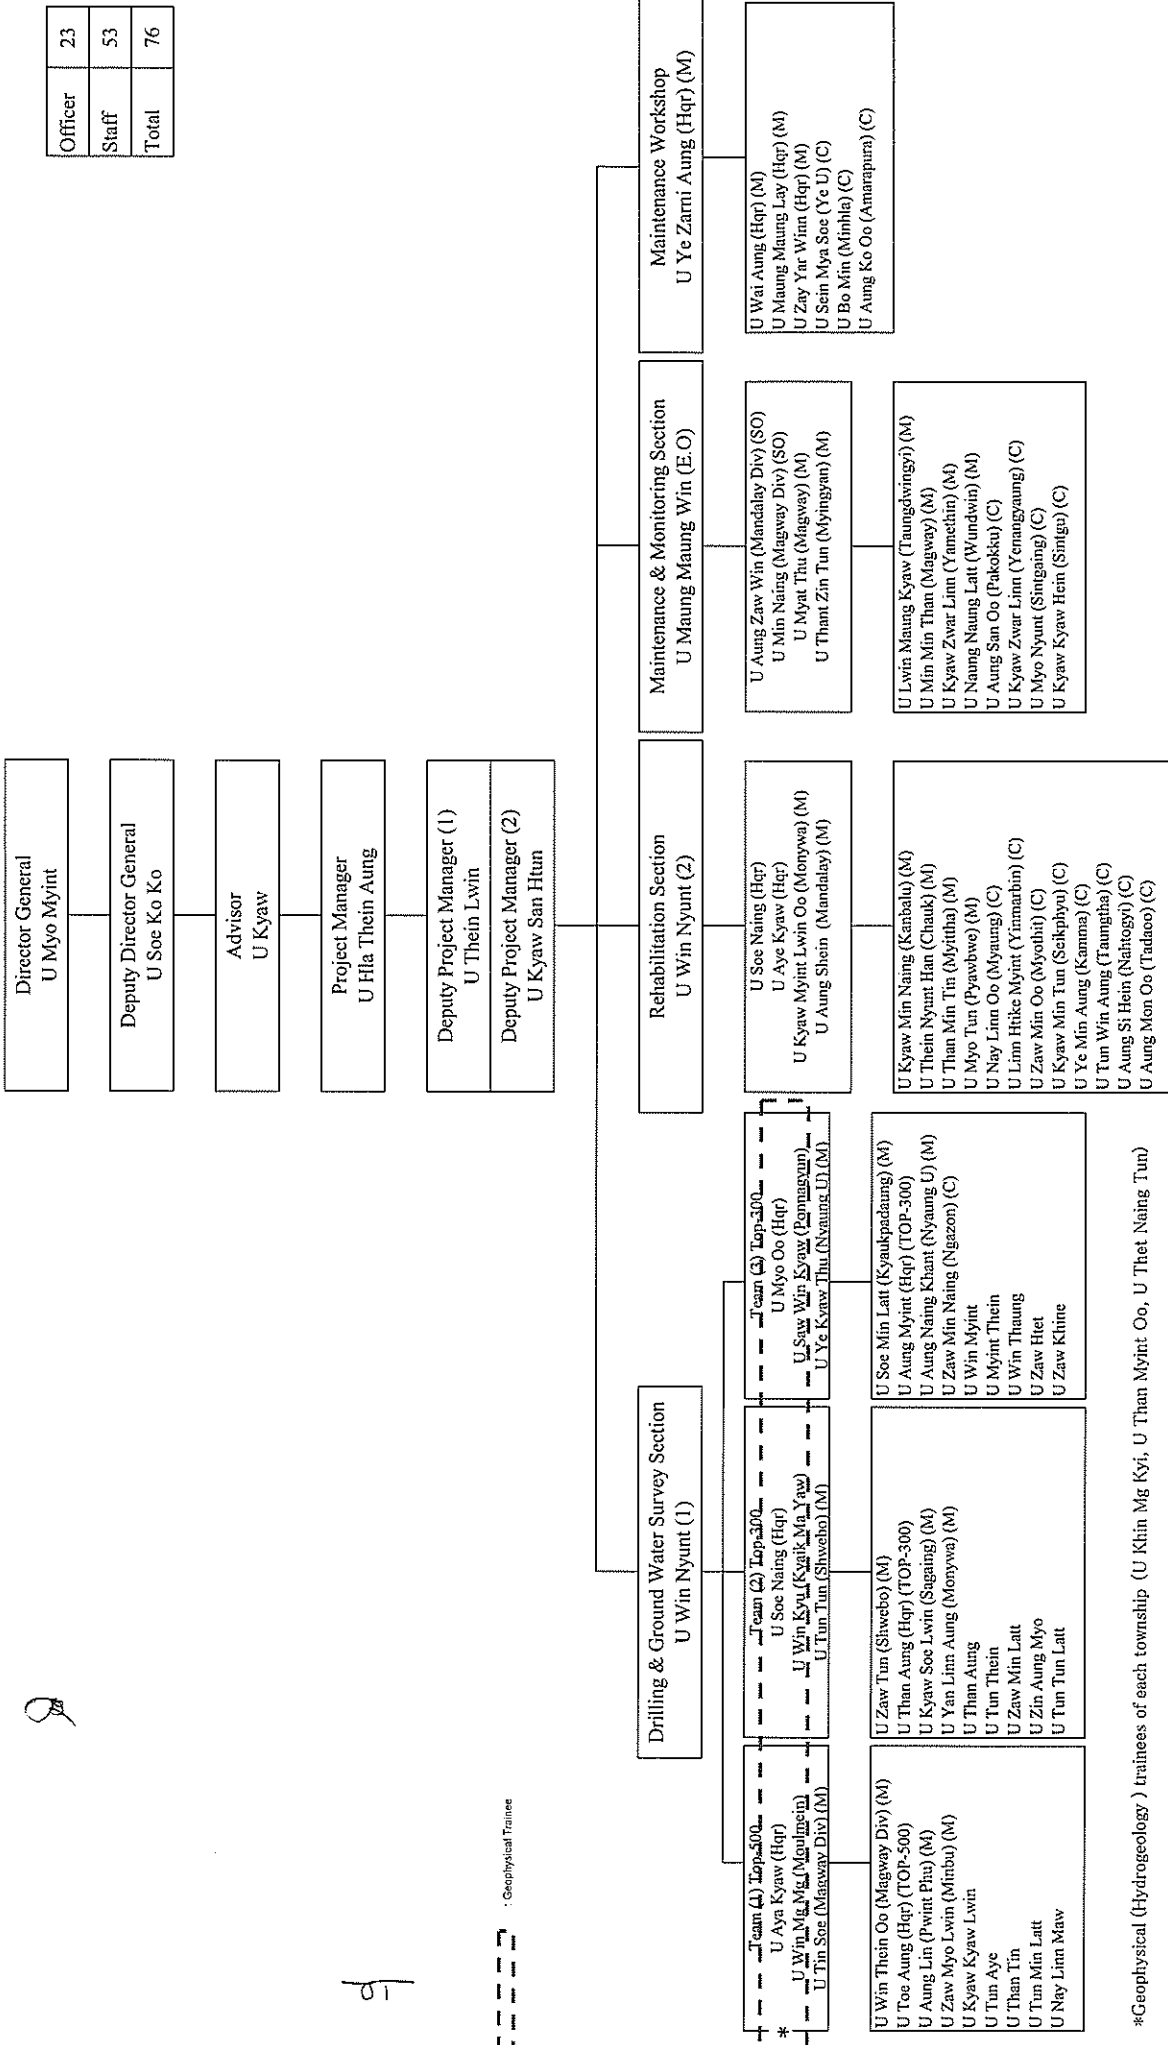 Officer 23
Staff 53
Total 76
Director General
U Myo Myint
Deputy Director General
U Soe Ko Ko
Advisor
U Kyaw
Project Manager
U Hla Thein Aung
Deputy Project Manager (1)
U Thein Lwin
Deputy Project Manager (2)
U Kyaw San Htun
: Geophysical Trainee
Drilling & Ground Water Survey Section
U Win Nyunt (1)
Rehabilitation Section
U Win Nyunt (2)
Maintenance & Monitoring Section
U Maung Maung Win (E.O)
Maintenance Workshop
U Ye Zarni Aung (Hqr) (M)
*
Team (1) Top-500
U Aya Kyaw (Hqr)
U Win Mg Mg (Moulmein)
U Tin Soe (Magway Div) (M)
Team (2) Top-300
U Soe Naing (Hqr)
U Win Kyu (Kyaik Ma Yaw)
U Tun Tun (Shwebo) (M)
Team (3) Top-300
U Myo Oo (Hqr)
U Saw Win Kyaw (Ponnagyun)
U Ye Kyaw Thu (Nyaung U) (M)
U Soe Naing (Hqr)
U Aye Kyaw (Hqr)
U Kyaw Myint Lwin Oo (Monywa) (M)
U Aung Shein (Mandalay) (M)
U Aung Zaw Win (Mandalay Div) (SO)
U Min Naing (Magway Div) (SO)
U Myat Thu (Magway) (M)
U Thant Zin Tun (Myingyan) (M)
U Wai Aung (Hqr) (M)
U Maung Maung Lay (Hqr) (M)
U Zay Yar Winn (Hqr) (M)
U Sein Mya Soe (Ye U) (C)
U Bo Min (Minhla) (C)
U Aung Ko Oo (Amarapura) (C)
U Win Thein Oo (Magway Div) (M)
U Toe Aung (Hqr) (TOP-500)
U Aung Lin (Pwint Phu) (M)
U Zaw Myo Lwin (Minbu) (M)
U Kyaw Kyaw Lwin
U Tun Aye
U Than Tin
U Tun Min Latt
U Nay Linn Maw
U Zaw Tun (Shwebo) (M)
U Than Aung (Hqr) (TOP-300)
U Kyaw Soe Lwin (Sagaing) (M)
U Yan Linn Aung (Monywa) (M)
U Than Aung
U Tun Thein
U Zaw Min Latt
U Zin Aung Myo
U Tun Tun Latt
U Soe Min Latt (Kyaukpadaung) (M)
U Aung Myint (Hqr) (TOP-300)
U Aung Naing Khant (Nyaung U) (M)
U Zaw Min Naing (Ngazon) (C)
U Win Myint
U Myint Thein
U Win Thaung
U Zaw Htet
U Zaw Khine
U Kyaw Min Naing (Kanbalu) (M)
U Thein Nyunt Han (Chauk) (M)
U Than Min Tin (Myittha) (M)
U Myo Tun (Pyawbwe) (M)
U Nay Linn Oo (Myaung) (C)
U Linn Htike Myint (Yinmarbin) (C)
U Zaw Min Oo (Myothit) (C)
U Kyaw Min Tun (Seikphyu) (C)
U Ye Min Aung (Kamma) (C)
U Tun Win Aung (Taungtha) (C)
U Aung Si Hein (Nahtogyi) (C)
U Aung Mon Oo (Tadaoo) (C)
U Lwin Maung Kyaw (Taungdwingyi) (M)
U Min Min Than (Magway) (M)
U Kyaw Zwar Linn (Yamethin) (M)
U Naung Naung Latt (Wundwin) (M)
U Aung San Oo (Pakokku) (C)
U Kyaw Zwar Linn (Yenangyaung) (C)
U Myo Nyunt (Sintgaing) (C)
U Kyaw Kyaw Hein (Sintgu) (C)
*Geophysical (Hydrogeology ) trainees of each township (U Khin Mg Kyi, U Than Myint Oo, U Thet Naing Tun)